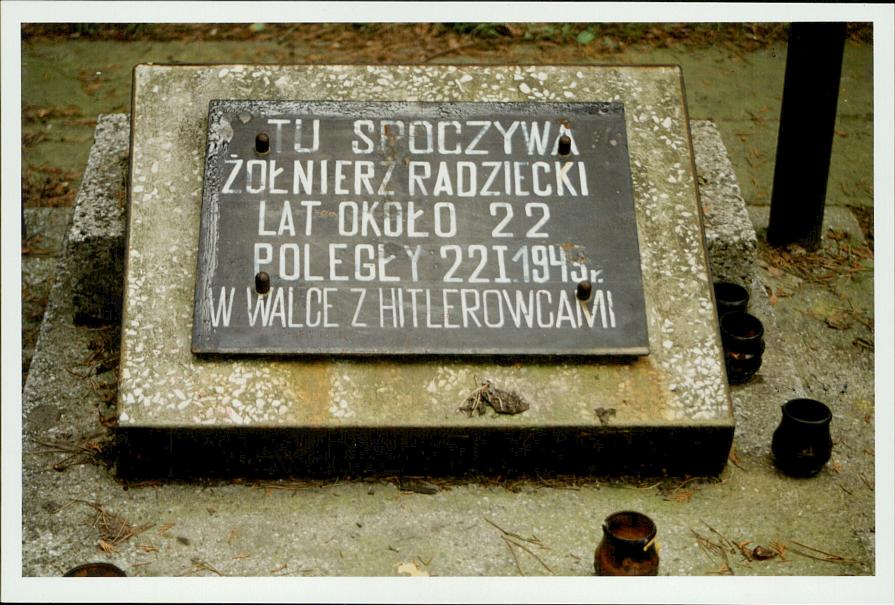 TU SPOCZYWA
ŻOŁNIERZ RADZIECKI
LAT OKOŁO 22
POLEGŁY 22 I 1945r.
W WALCE Z HITLEROWCAMI